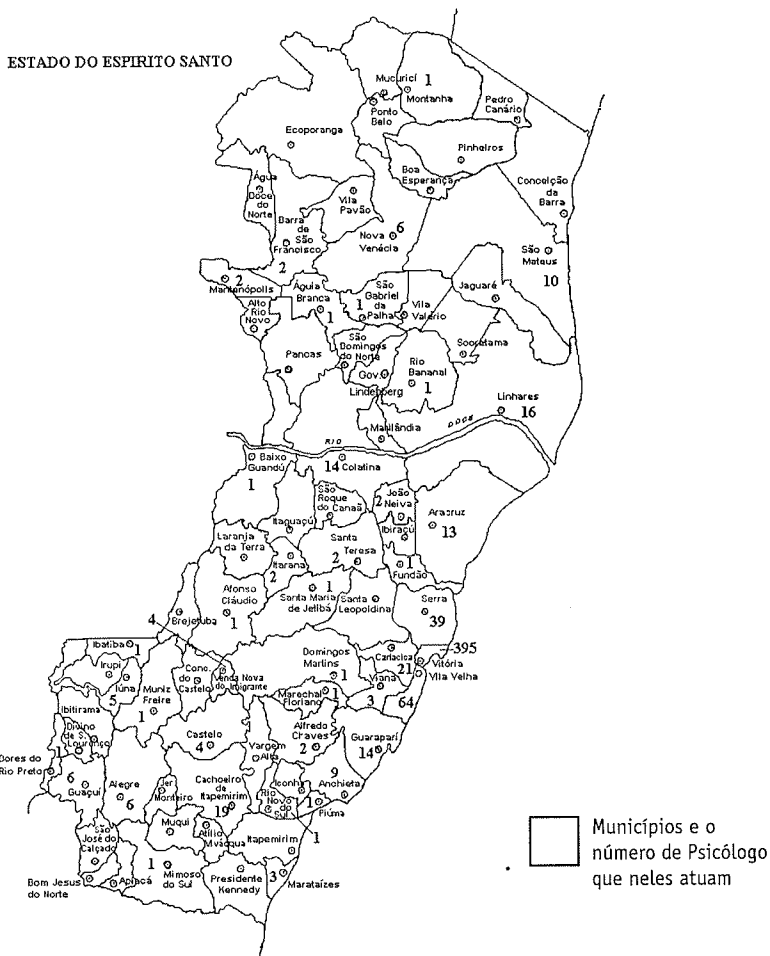 ESTADO DO ESPIRITO SANTO
Mucuricí
1
Montanha
Ponto
Belo
Pedro
Canário
Ecoporanga
Pinheiros
Boa
Esperança
Conceição
da
Barra
Água
Doce
do
Norte
Vila
Pavão
Barra
de
São
Francisco
2
Nova
Venécia
6
São
Mateus
10
2
Mantenópolis
Águia
Branca
1
São
Gabriel
da
Palha
1
Vila
Valério
Jaguaré
Alto
Rio
Novo
Pancas
São
Domingos
do Norte
Gov.
Lindenberg
Rio
Bananal
1
Sooretama
Linhares
16
Marilândia
RIO
DOCE
Baixo
Guandú
1
14
Colatina
São
Roque
do Canaã
2
João
Neiva
Ibiraçú
Aracruz
13
Itaguaçú
Laranja
da Terra
Itarana
2
Santa
Teresa
2
1
Fundão
Afonso
Cláudio
1
1
Santa Maria
de Jetibá
Santa
Leopoldina
Serra
39
4
Brejetuba
Ibatiba
1
Irupi
Iúna
5
Muniz
Freire
1
Conc.
do
Castelo
Venda Nova
do Imigrante
Domingos
Martins
1
Cariacica
21
395
Vitória
Vila Velha
Viana
3
64
Marechal
Floriano
1
Ibitirama
Divino
de S.
Lourenço
1
Dores do
Rio Preto
Castelo
4
Vargem
Alta
Alfredo
Chaves
2
Guarapari
14
6
Guaçuí
Alegre
6
Jer
Monteiro
Cachoeiro
de
Itapemirim
19
Iconh
1
Rio
Novo do
Sul
9
Anchieta
1
Piúma
1
São
José do
Calçado
Muqui
Atílio
Vivácqua
Itapemirim
Bom Jesus
do Norte
Apiacá
1
Mimoso
do Sul
Presidente
Kennedy
3
Marataízes
Municípios e o
número de Psicólogo
que neles atuam